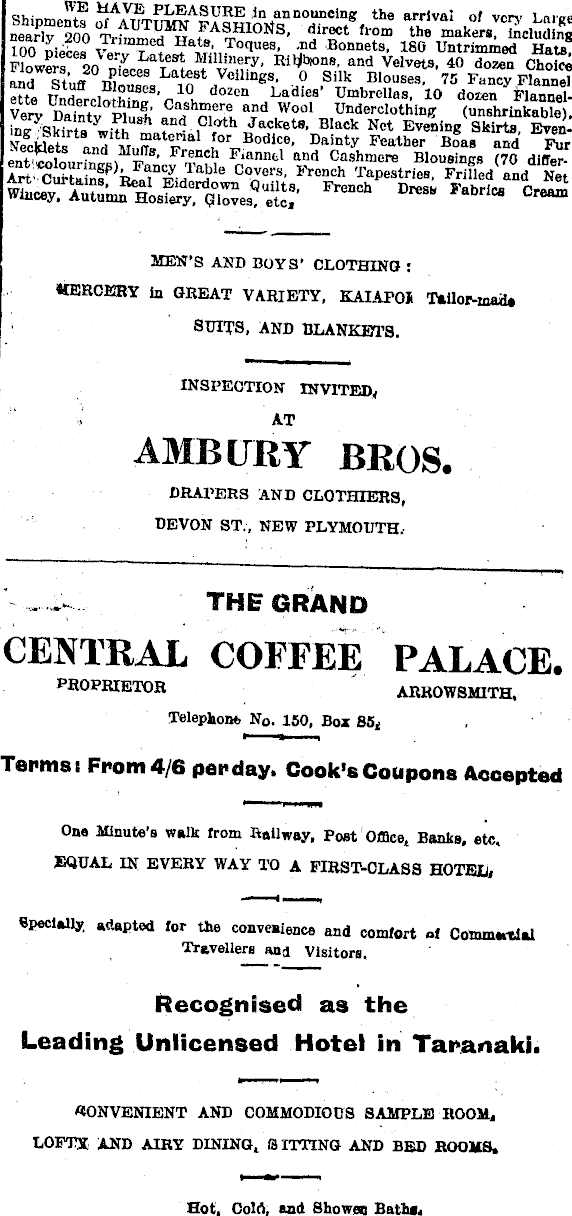 WE HAVE PLEASURE in announcing the arrival of very Large
Shipments of AUTUMN FASHIONS, direct from the makers, including
nearly 200 Trimmed Hats, Toques, nd Bonnets, 180 Untrimmed Hats,
100 pieces Very Latest Millinery, Ribbons, and Velvets, 40 dozen Choice
Flowers, 20 pieces Latest Veilings, 0 Silk Blouses, 75 Fancy Flannel
and Stuff Blouses, 10 dozen Ladies' Umbrellas, 10 dozen Flannel-
ette Underclothing, Cashmere and Wool Underclothing (unshrinkable),
Very Dainty Plush and Cloth Jackets, Black Net Evening Skirts, Even-
ing Skirts with material for Bodice, Dainty Feather Boas and Fur
Necklets and Muffs, French Flannel and Cashmere Blousings (70 differ-
ent colourings), Fancy Table Covers, French Tapestries, Frilled and Net
Art Curtains, Real Eiderdown Quilts, French Dress Fabrics Cream
Wincey, Autumn Hosiery, Gloves, etc,
MEN'S AND BOYS' CLOTHING:
MERCERY in GREAT VARIETY, KAIAPOI Tailor-made
SUITS, AND BLANKETS.
INSPECTION INVITED,
AT
AMBURY BROS.
DRAPERS AND CLOTHIERS,
DEVON ST., NEW PLYMOUTH.
THE GRAND
CENTRAL COFFEE PALACE.
PROPRIETOR ARROWSMITH.
Telephone No. 150, Box 85,
Terms: From 4/6 per day. Cook's Coupons Accepted
One Minute's walk from Railway, Post Office, Banks, etc.
EQUAL IN EVERY WAY TO A FIRST-CLASS HOTEL,
Specially adapted for the convenience and comfort of Commercial
Travellers and Visitors.
Recognised as the
Leading Unlicensed Hotel in Taranaki.
CONVENIENT AND COMMODIOUS SAMPLE ROOM,
LOFTY AND AIRY DINING, SITTING AND BED ROOMS.
Hot, Cold, and Shower Baths.